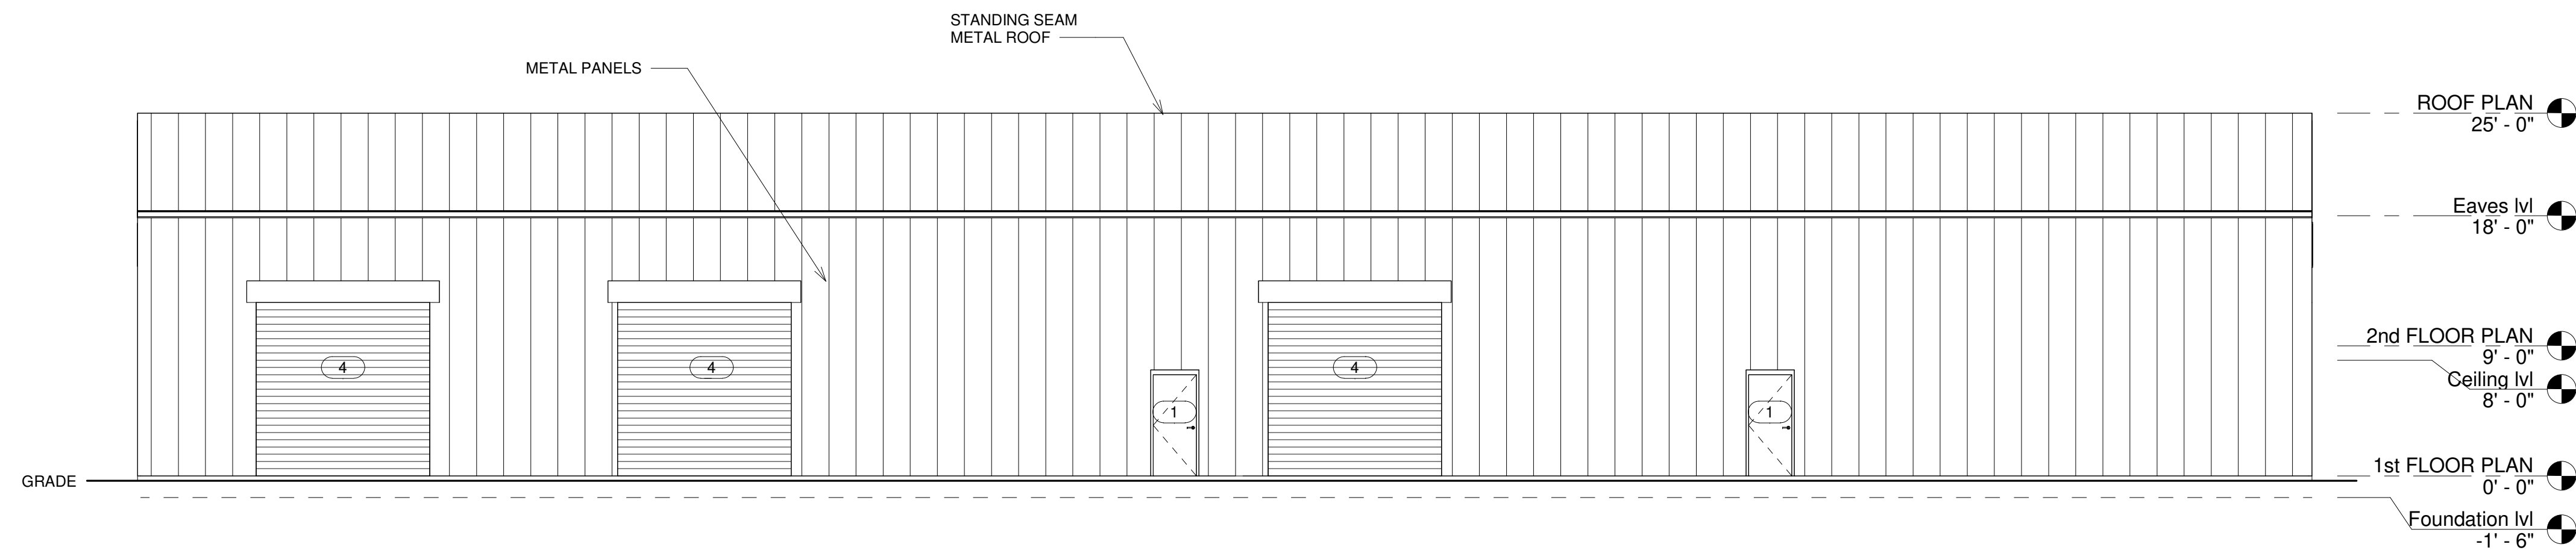 STANDING SEAM
METAL ROOF
METAL PANELS
ROOF PLAN
25' - 0"
Eaves lvl
18' - 0"
2nd FLOOR PLAN
9' - 0"
Ceiling lvl
8' - 0"
4
4
4
1
1
1st FLOOR PLAN
0' - 0"
GRADE
Foundation lvl
-1' - 6"